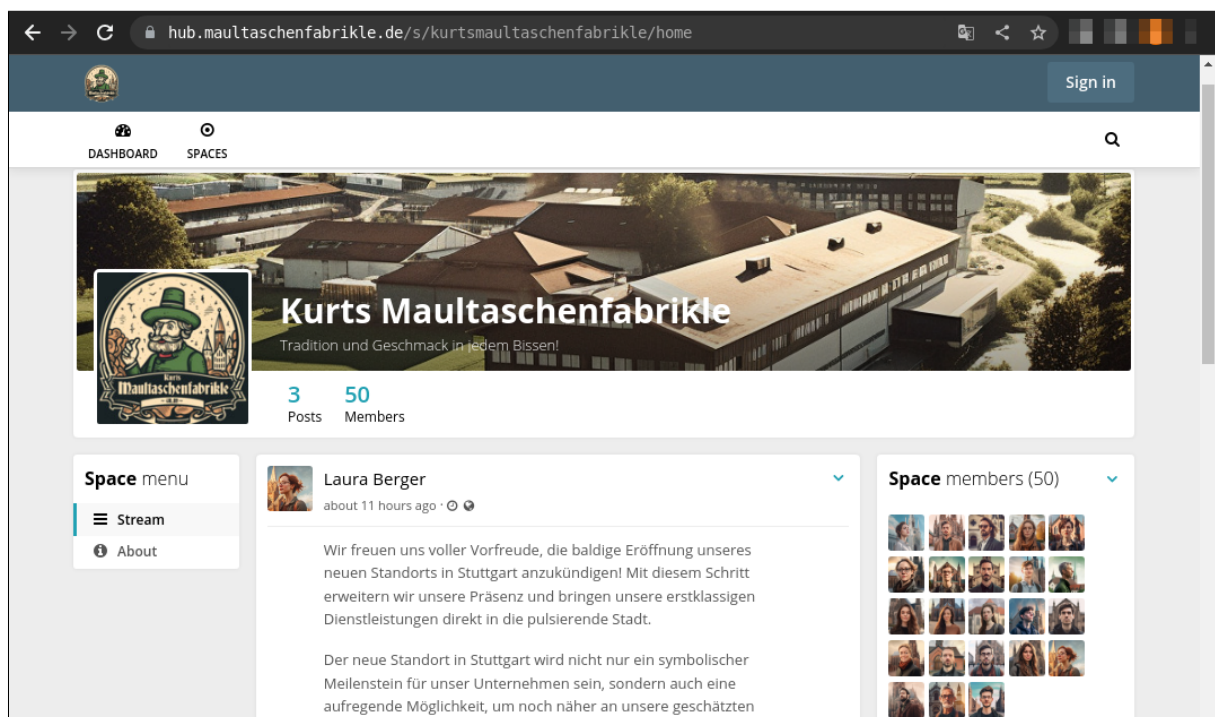 hub.maultaschenfabrikle.de/s/kurtsmaultaschenfabrikle/home
Sign in
DASHBOARD
SPACES
Kurts Maultaschenfabrikle
Tradition und Geschmack in jedem Bissen!
Kurts
Maultaschenfabrikle
3
Posts
50
Members
Space menu
Stream
About
Laura Berger
about 11 hours ago ·
Wir freuen uns voller Vorfreude, die baldige Eröffnung unseres
neuen Standorts in Stuttgart anzukündigen! Mit diesem Schritt
erweitern wir unsere Präsenz und bringen unsere erstklassigen
Dienstleistungen direkt in die pulsierende Stadt.
Der neue Standort in Stuttgart wird nicht nur ein symbolischer
Meilenstein für unser Unternehmen sein, sondern auch eine
aufregende Möglichkeit, um noch näher an unsere geschätzten
Space members (50)